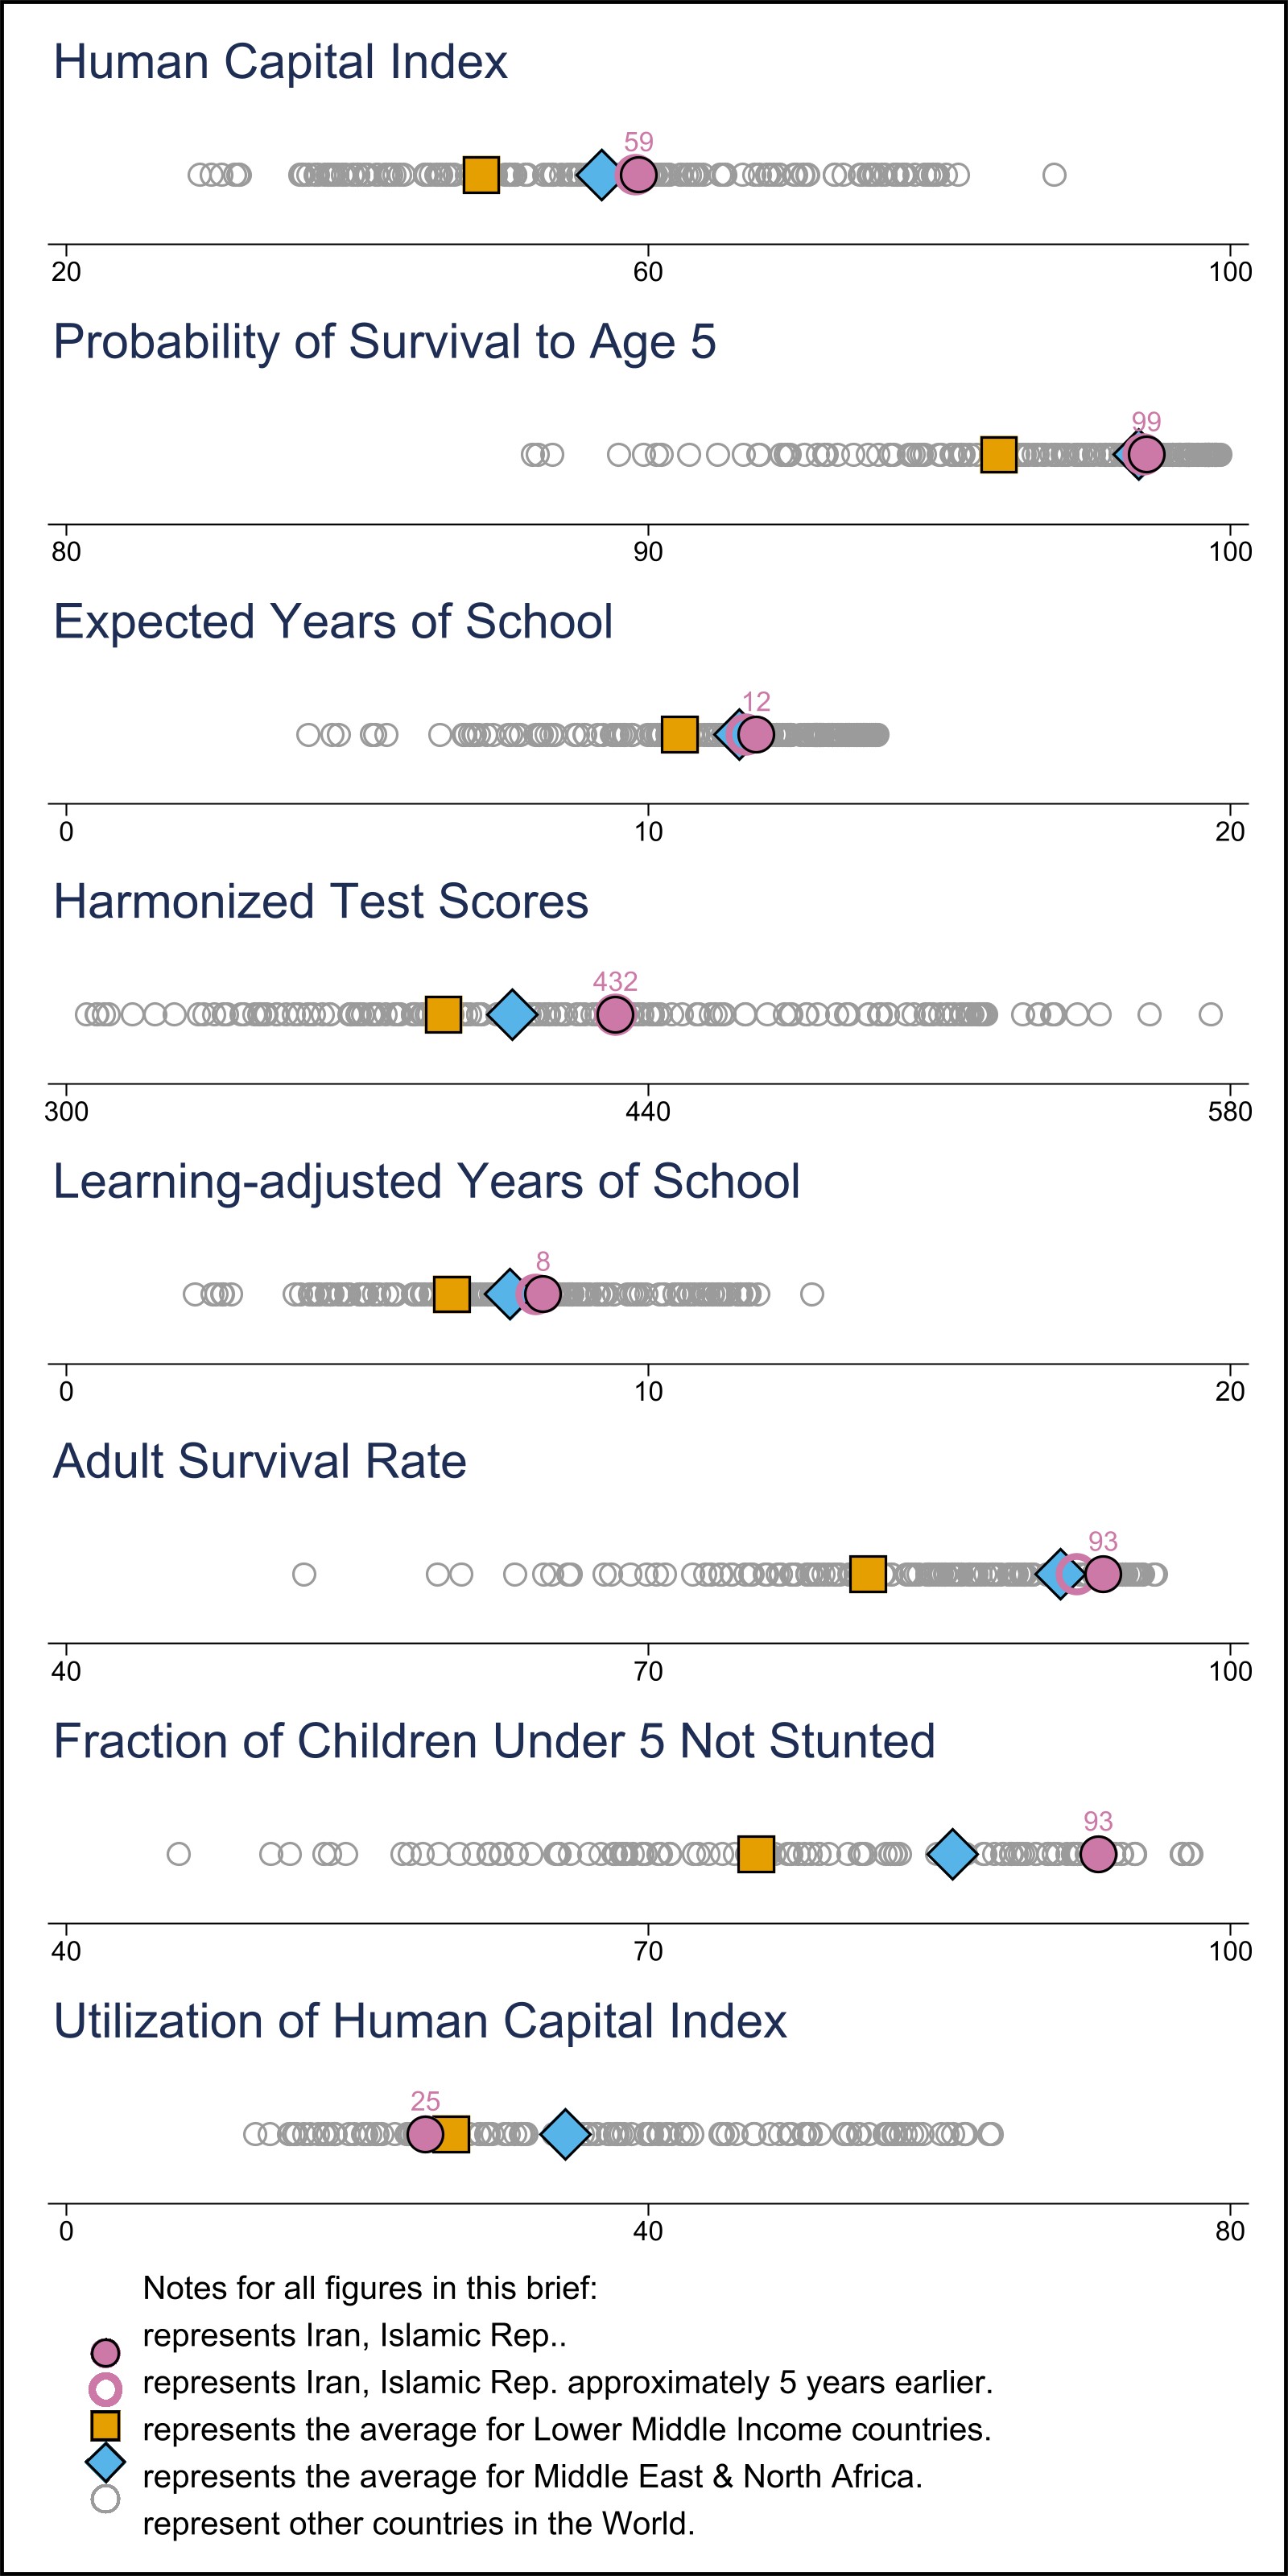 Human Capital Index
59
20 60 100
Probability of Survival to Age 5
99
80 90 100
Expected Years of School
12
0 10 20
Harmonized Test Scores
432
300 440 580
Learning-adjusted Years of School
8
0 10 20
Adult Survival Rate
93
40 70 100
Fraction of Children Under 5 Not Stunted
93
40 70 100
Utilization of Human Capital Index
25
0 40 80
Notes for all figures in this brief:
represents Iran, Islamic Rep..
represents Iran, Islamic Rep. approximately 5 years earlier.
represents the average for Lower Middle Income countries.
represents the average for Middle East & North Africa.
represent other countries in the World.